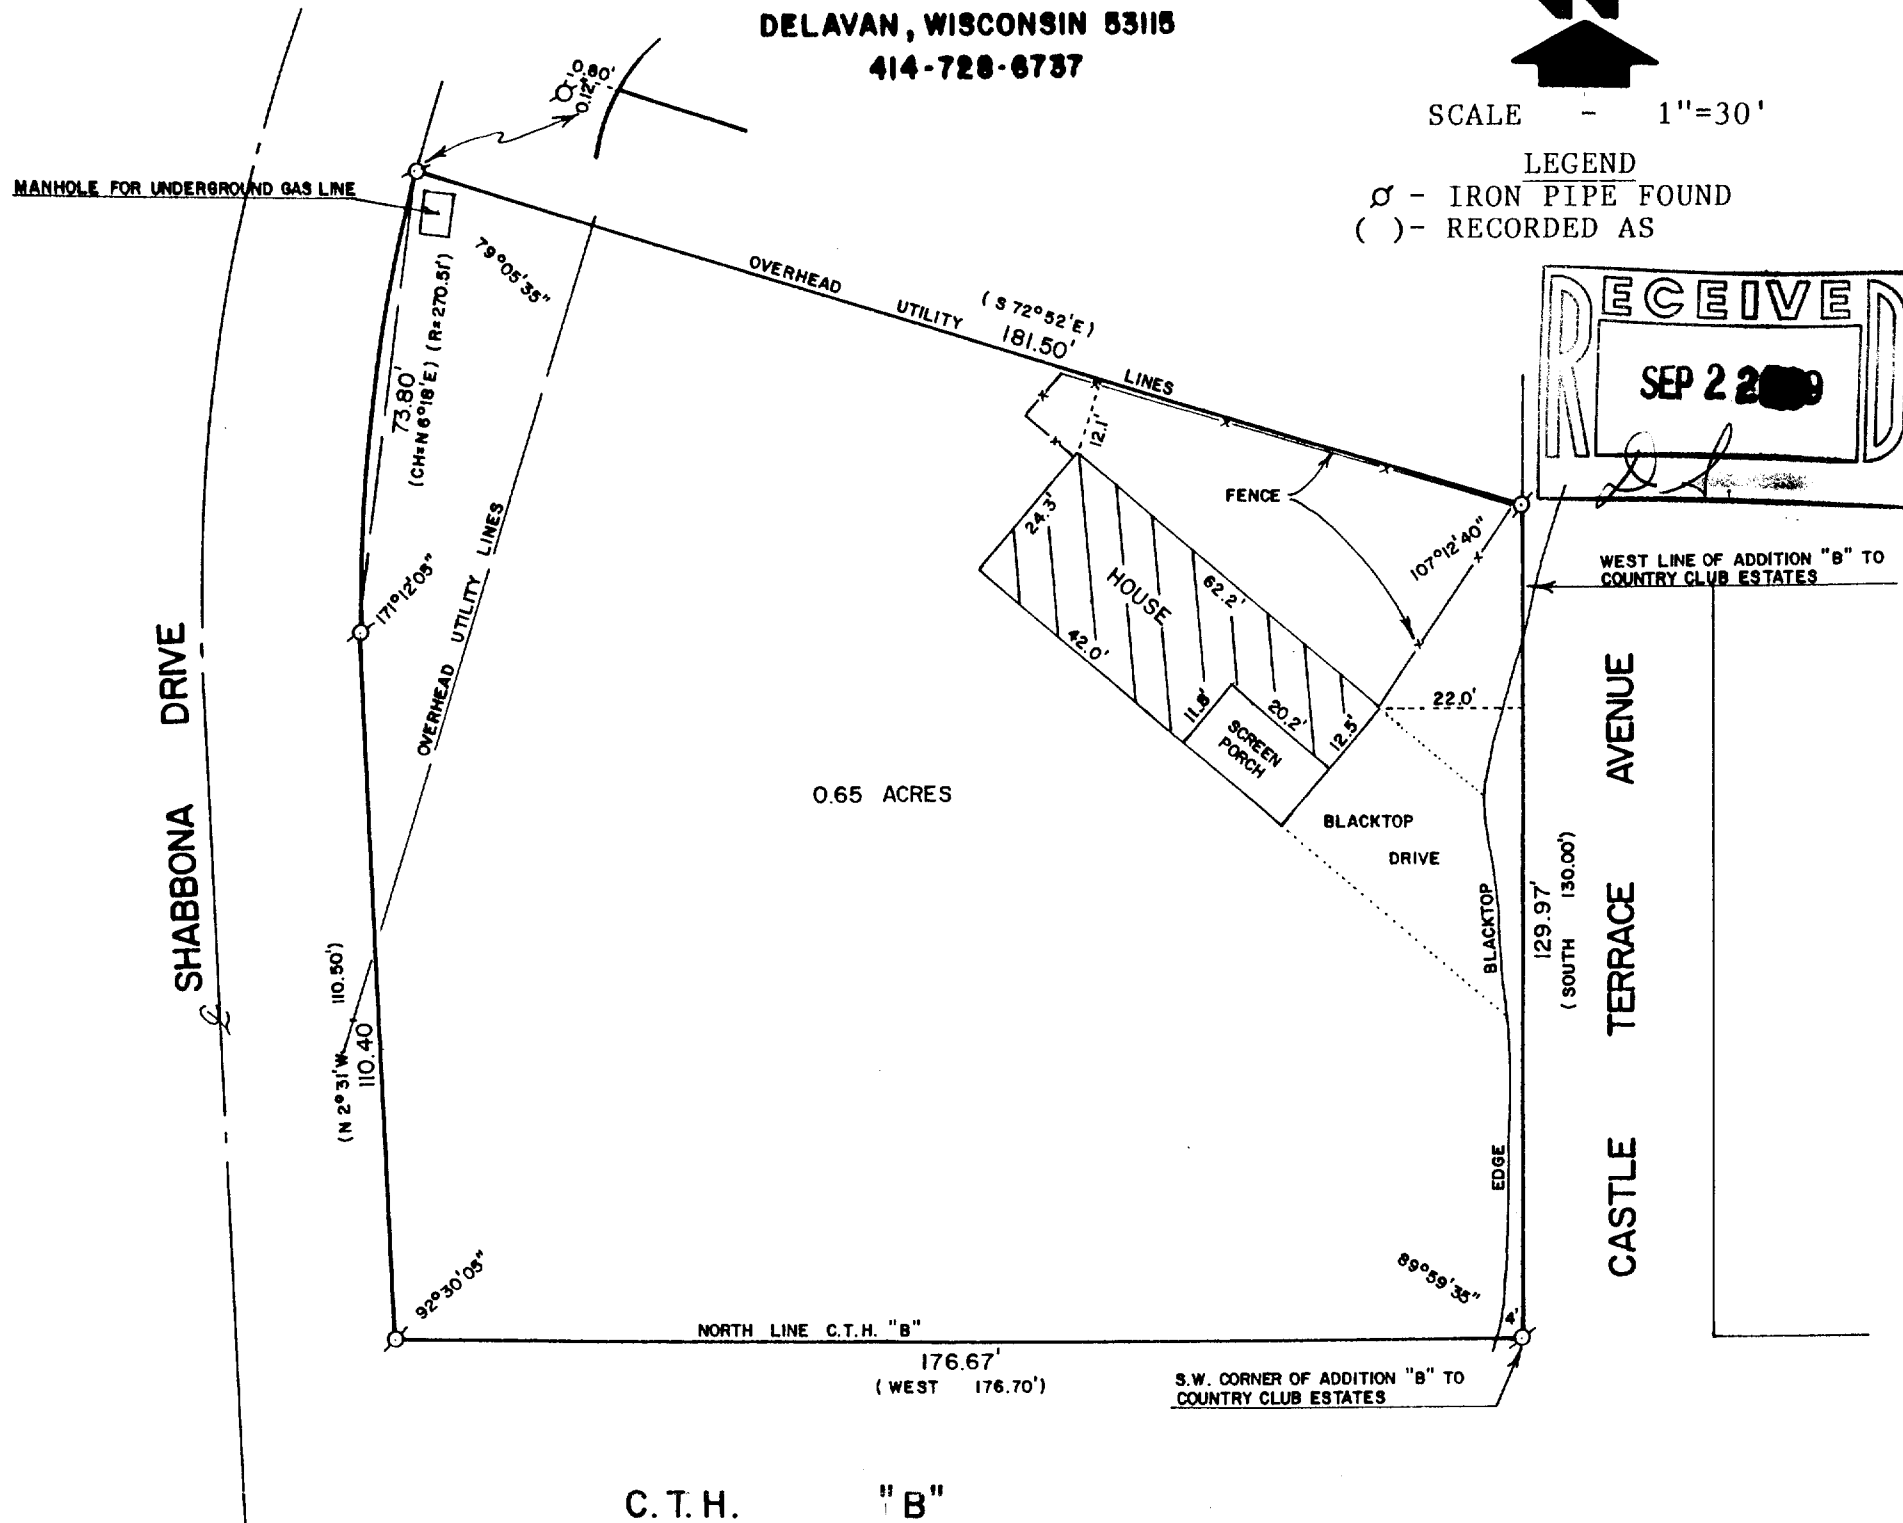 DELAVAN, WISCONSIN 53115
414-728-6737
SCALE - 1"=30'
LEGEND
Ø - IRON PIPE FOUND
( )- RECORDED AS
RECEIVED
SEP 2
MANHOLE FOR UNDERGROUND GAS LINE
0.80'
0.12'
79°05'35"
73.80'
(CH=N6°18'E) (R=270.51')
OVERHEAD UTILITY LINES
(S 72°52'E)
181.50'
OVERHEAD UTILITY LINES
12.1'
FENCE
107°12'40"
WEST LINE OF ADDITION "B" TO
COUNTRY CLUB ESTATES
171°12'05"
24.3'
HOUSE
62.2'
42.0'
11.8'
20.2'
12.5'
SCREEN
PORCH
22.0'
SHABBONA DRIVE
0.65 ACRES
BLACKTOP
DRIVE
BLACKTOP EDGE
129.97'
(SOUTH 130.00')
CASTLE TERRACE AVENUE
(N 2°31'W 110.50')
110.40'
92°30'05"
89°59'35"
4'
NORTH LINE C.T.H. "B"
176.67'
(WEST 176.70')
S.W. CORNER OF ADDITION "B" TO
COUNTRY CLUB ESTATES
C.T.H. "B"